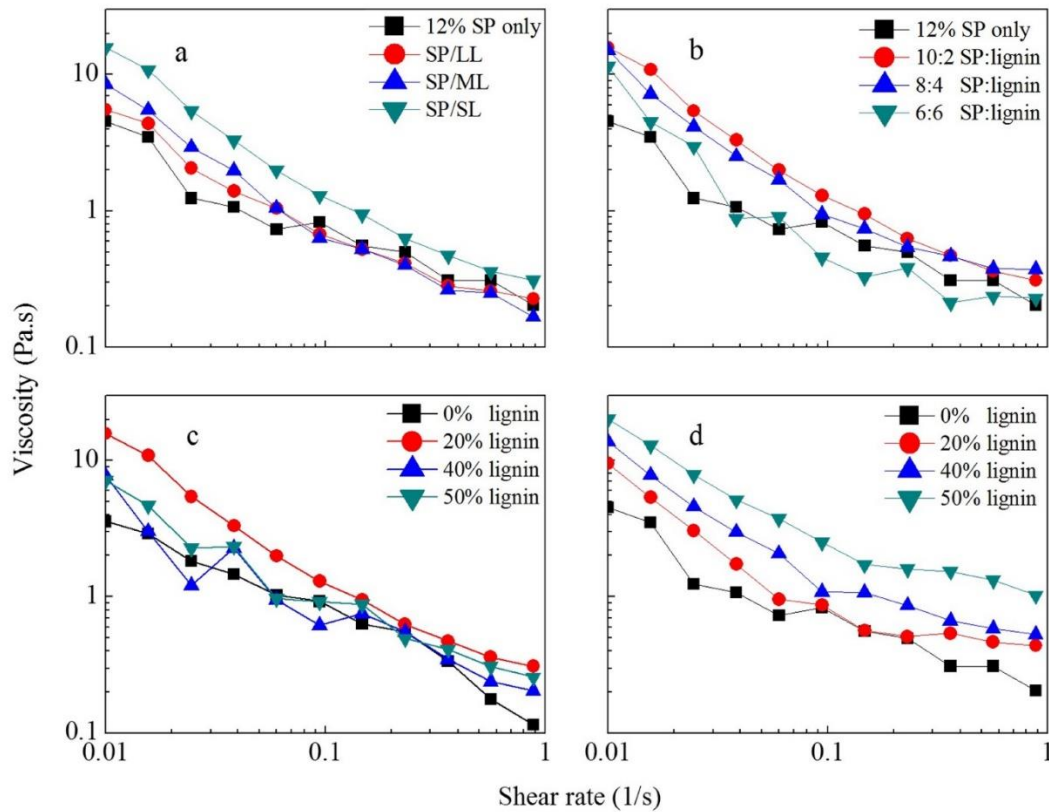 a
12% SP only
SP/LL
SP/ML
SP/SL
10
1
0.1
b
12% SP only
10:2 SP:lignin
8:4 SP:lignin
6:6 SP:lignin
Viscosity (Pa.s)
c
0% lignin
20% lignin
40% lignin
50% lignin
10
1
0.1
0.01
0.1
1
d
0% lignin
20% lignin
40% lignin
50% lignin
0.01
0.1
1
Shear rate (1/s)